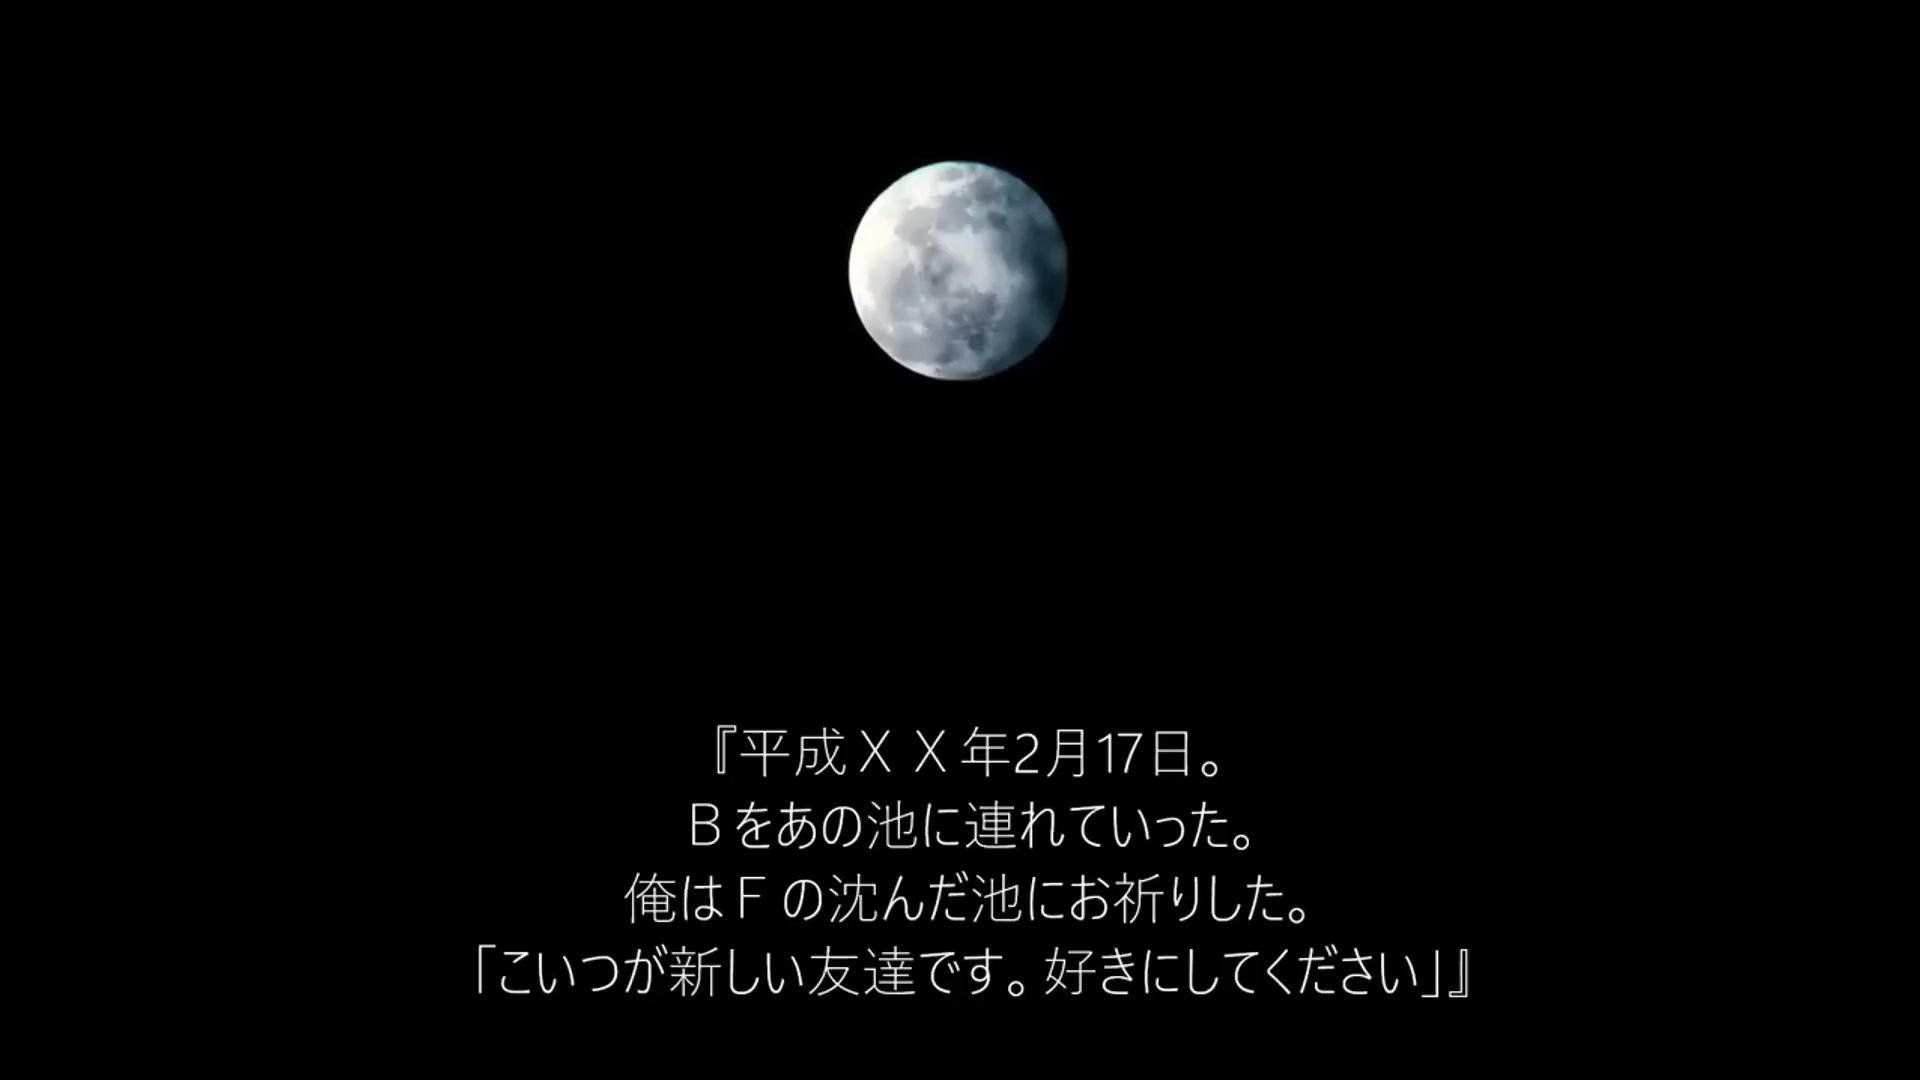 『平成ＸＸ年2月17日。
Ｂをあの池に連れていった。
俺はＦの沈んだ池にお祈りした。
「こいつが新しい友達です。好きにしてください」』